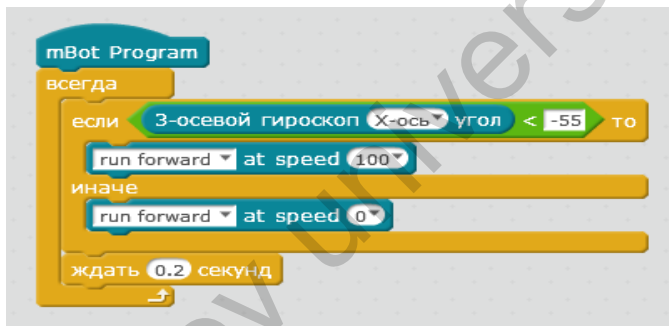 mBot Program
всегда
если 3-осевой гироскоп X-ось угол < -55 то
run forward at speed 100
иначе
run forward at speed 0
ждать 0.2 секунд